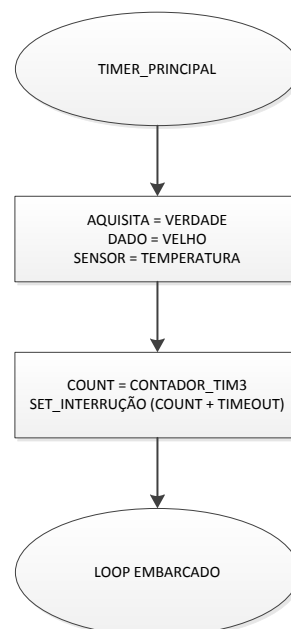 TIMER_PRINCIPAL
AQUISITA = VERDADE
DADO = VELHO
SENSOR = TEMPERATURA
COUNT = CONTADOR_TIM3
SET_INTERRUÇÃO (COUNT + TIMEOUT)
LOOP EMBARCADO